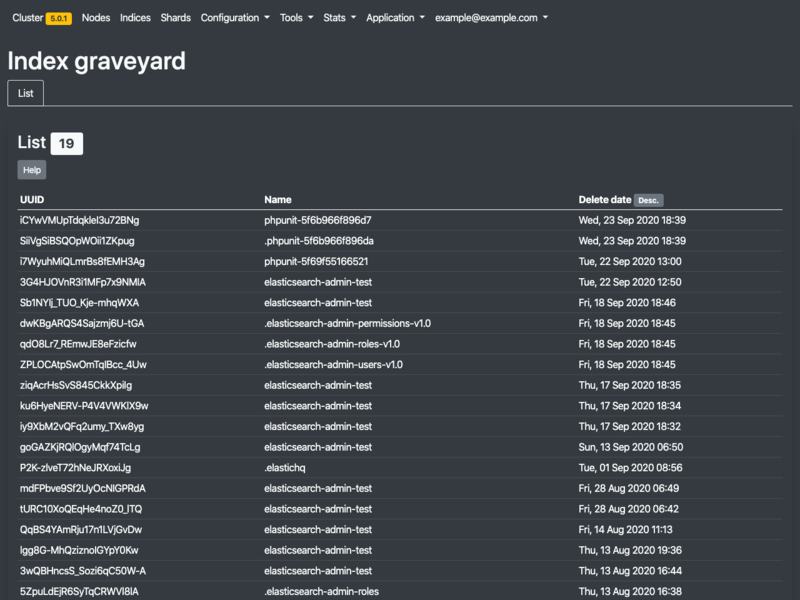 Cluster 5.0.1 Nodes Indices Shards Configuration Tools Stats Application example@example.com
Index graveyard
List
List 19
Help
UUID Name Delete date Desc.
iCYwVMUpTdqkleI3u72BNg phpunit-5f6b966f896d7 Wed, 23 Sep 2020 18:39
SiiVgSiBSQOpWOii1ZKpug .phpunit-5f6b966f896da Wed, 23 Sep 2020 18:39
i7WyuhMiQLmrBs8fEMH3Ag phpunit-5f69f55166521 Tue, 22 Sep 2020 13:00
3G4HJOVnR3i1MFp7x9NMIA elasticsearch-admin-test Tue, 22 Sep 2020 12:50
Sb1NYlj_TUO_Kje-mhqWXA elasticsearch-admin-test Fri, 18 Sep 2020 18:46
dwKBgARQS4Sajzmj6U-tGA .elasticsearch-admin-permissions-v1.0 Fri, 18 Sep 2020 18:45
qdO8Lr7_REmwJE8eFzicfw .elasticsearch-admin-roles-v1.0 Fri, 18 Sep 2020 18:45
ZPLOCAtpSwOmTqlBcc_4Uw .elasticsearch-admin-users-v1.0 Fri, 18 Sep 2020 18:45
ziqAcrHsSvS845CkkXpiIg elasticsearch-admin-test Thu, 17 Sep 2020 18:35
ku6HyeNERV-P4V4VWKIX9w elasticsearch-admin-test Thu, 17 Sep 2020 18:34
iy9XbM2vQFq2umy_TXw8yg elasticsearch-admin-test Thu, 17 Sep 2020 18:32
goGAZKjRQlOgyMqf74TcLg elasticsearch-admin-test Sun, 13 Sep 2020 06:50
P2K-zIveT72hNeJRXoxiJg .elastichq Tue, 01 Sep 2020 08:56
mdFPbve9Sf2UyOcNlGPRdA elasticsearch-admin-test Fri, 28 Aug 2020 06:49
tURC10XoQEqHe4noZ0_lTQ elasticsearch-admin-test Fri, 28 Aug 2020 06:42
QqBS4YAmRju17n1LVjGvDw elasticsearch-admin-test Fri, 14 Aug 2020 11:13
Igg8G-MhQziznoIGYpY0Kw elasticsearch-admin-test Thu, 13 Aug 2020 19:36
3wQBHncsS_Sozi6qC50W-A elasticsearch-admin-test Thu, 13 Aug 2020 16:44
5ZpuLdEjR6SyTqCRWVI8IA .elasticsearch-admin-roles Thu, 13 Aug 2020 16:38